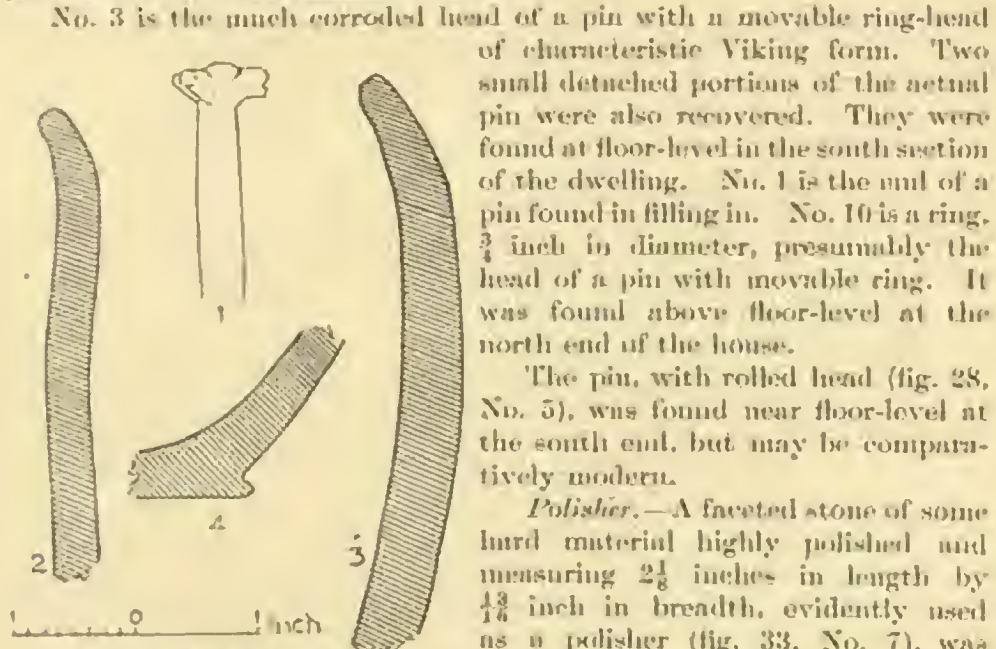 No. 3 is the much corroded head of a pin with a movable ring-head
of characteristic Viking form. Two
small detached portions of the actual
pin were also recovered. They were
found at floor-level in the south section
of the dwelling. No. 1 is the end of a
pin found in filling in. No. 10 is a ring,
¾ inch in diameter, presumably the
head of a pin with movable ring. It
was found above floor-level at the
north end of the house.
The pin, with rolled head (fig. 28,
No. 5), was found near floor-level at
the south end, but may be compara-
tively modern.
Polisher.—A faceted stone of some
hard material highly polished and
measuring 2⅛ inches in length by
13/16 inch in breadth, evidently used
as a polisher (fig. 33, No. 7), was
1
2
4
3
1 0 1 Inch